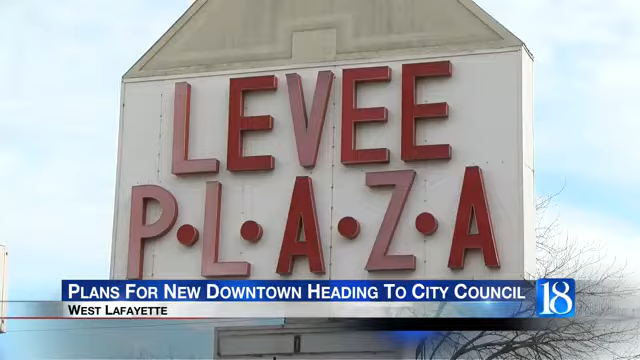 LEVEE
P•L•A•Z•A
PLANS FOR NEW DOWNTOWN HEADING TO CITY COUNCIL
18
WEST LAFAYETTE